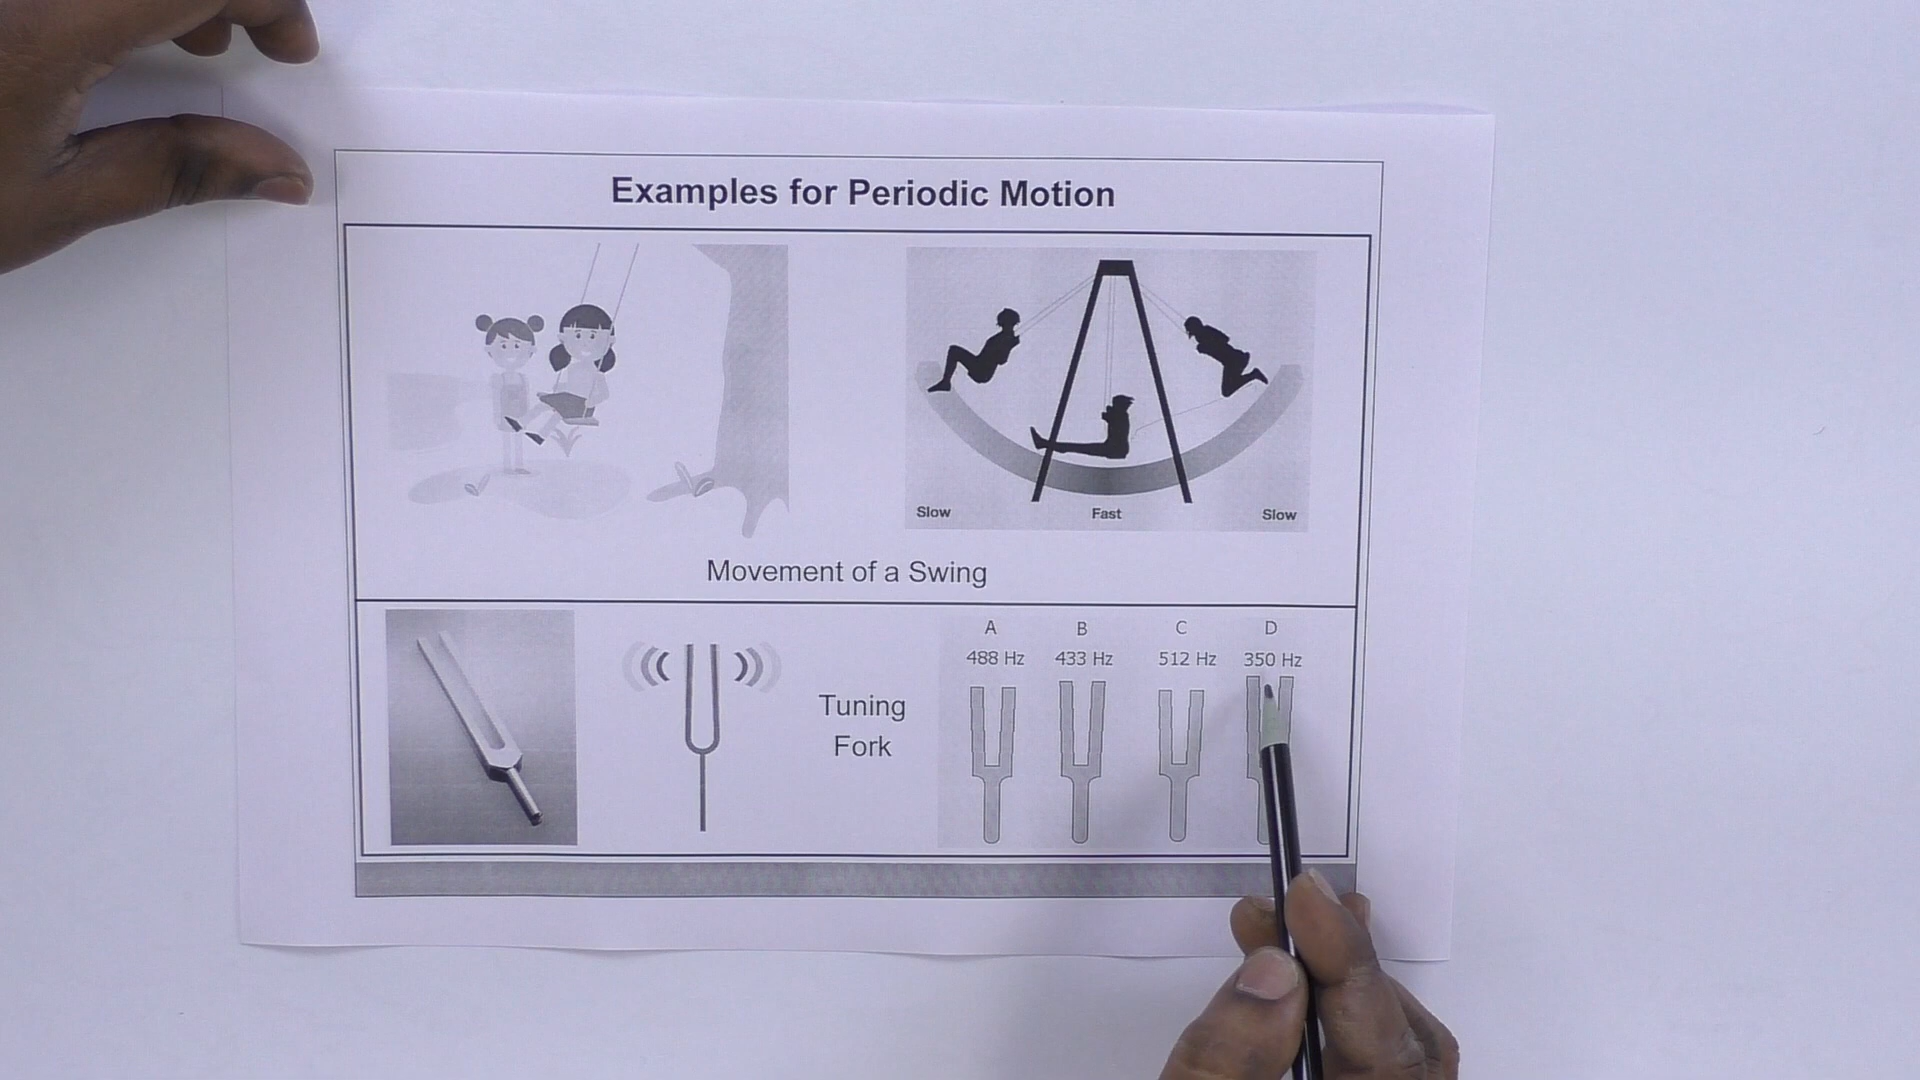 Examples for Periodic Motion
Slow
Fast
Slow
Movement of a Swing
Tuning
Fork
A
B
C
D
488 Hz
433 Hz
512 Hz
350 Hz